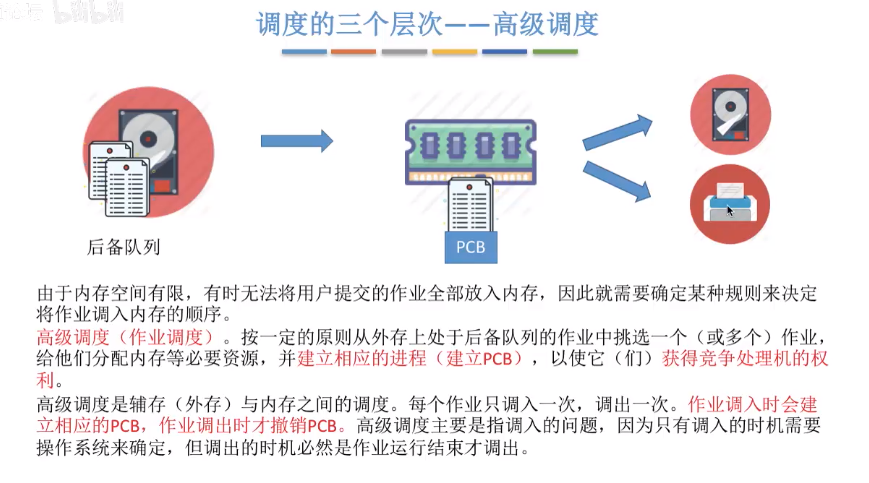 调度的三个层次——高级调度
后备队列
PCB
由于内存空间有限，有时无法将用户提交的作业全部放入内存，因此就需要确定某种规则来决定
将作业调入内存的顺序。
高级调度（作业调度）。按一定的原则从外存上处于后备队列的作业中挑选一个（或多个）作业，
给他们分配内存等必要资源，并建立相应的进程（建立PCB），以使它（们）获得竞争处理机的权
利。
高级调度是辅存（外存）与内存之间的调度。每个作业只调入一次，调出一次。作业调入时会建
立相应的PCB，作业调出时才撤销PCB。高级调度主要是指调入的问题，因为只有调入的时机需要
操作系统来确定，但调出的时机必然是作业运行结束才调出。